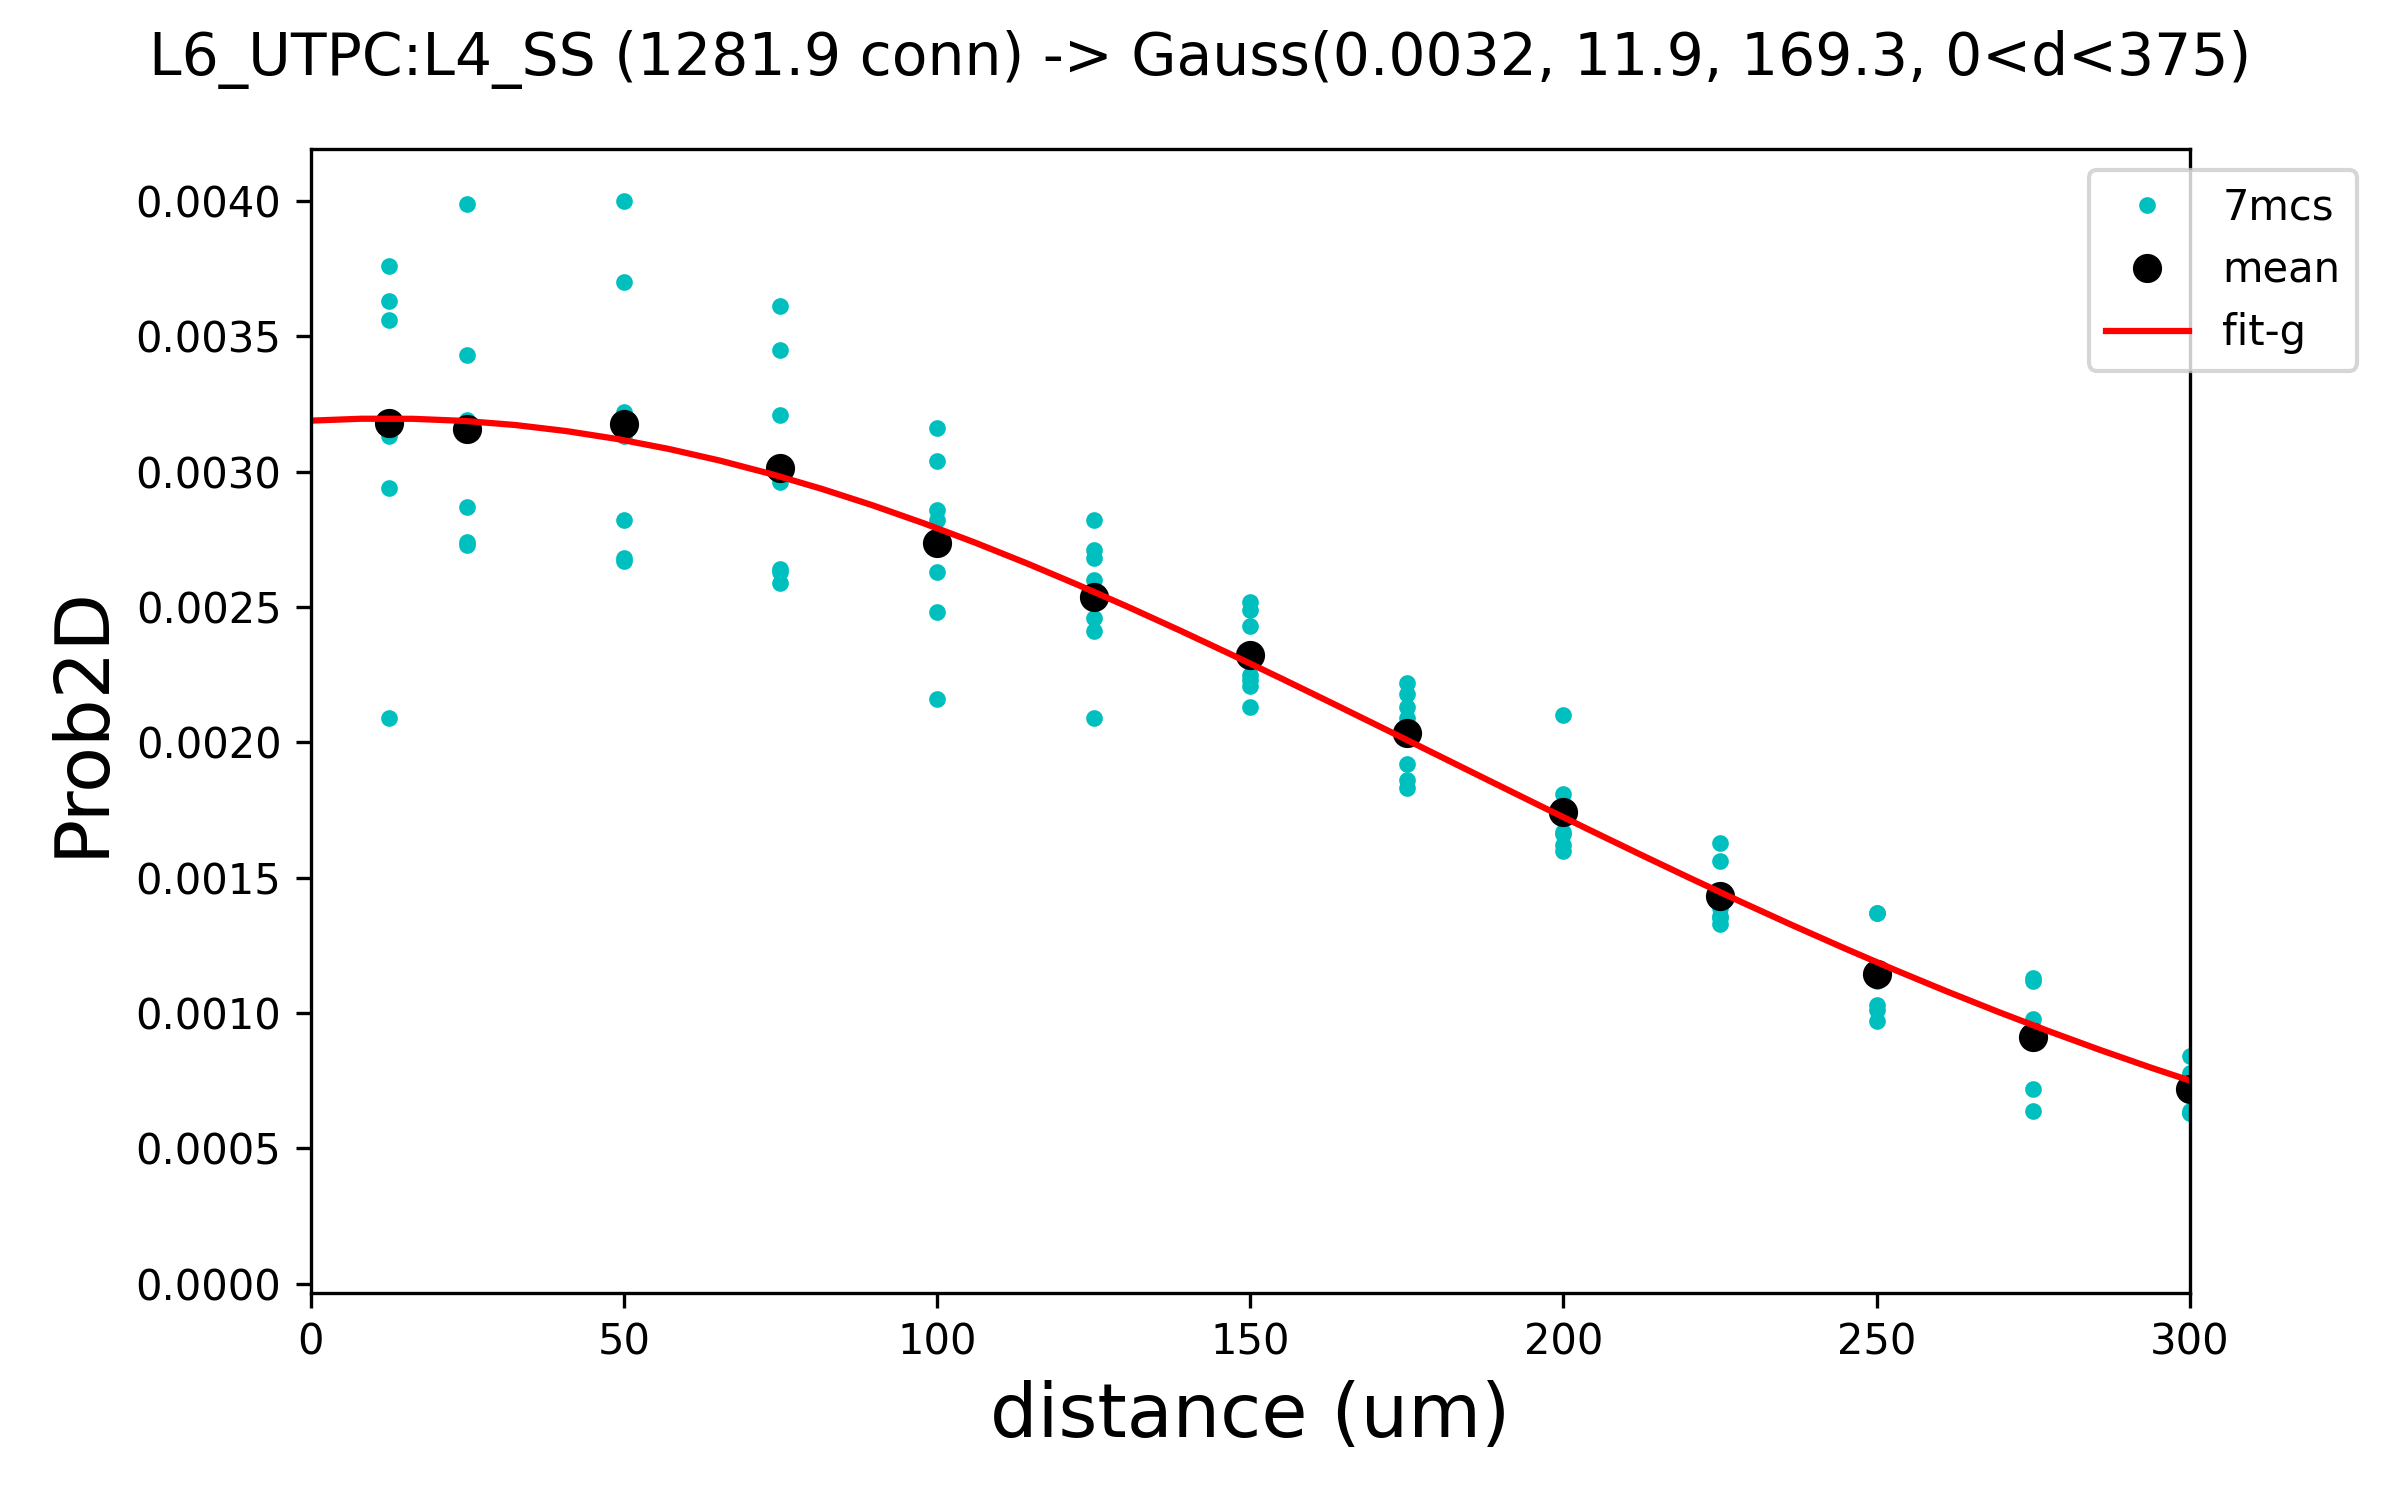 L6_UTPC:L4_SS (1281.9 conn) -> Gauss(0.0032, 11.9, 169.3, 0<d<375)
7mcs
mean
fit-g
Prob2D
0.0040
0.0035
0.0030
0.0025
0.0020
0.0015
0.0010
0.0005
0.0000
0 50 100 150 200 250 300
distance (um)